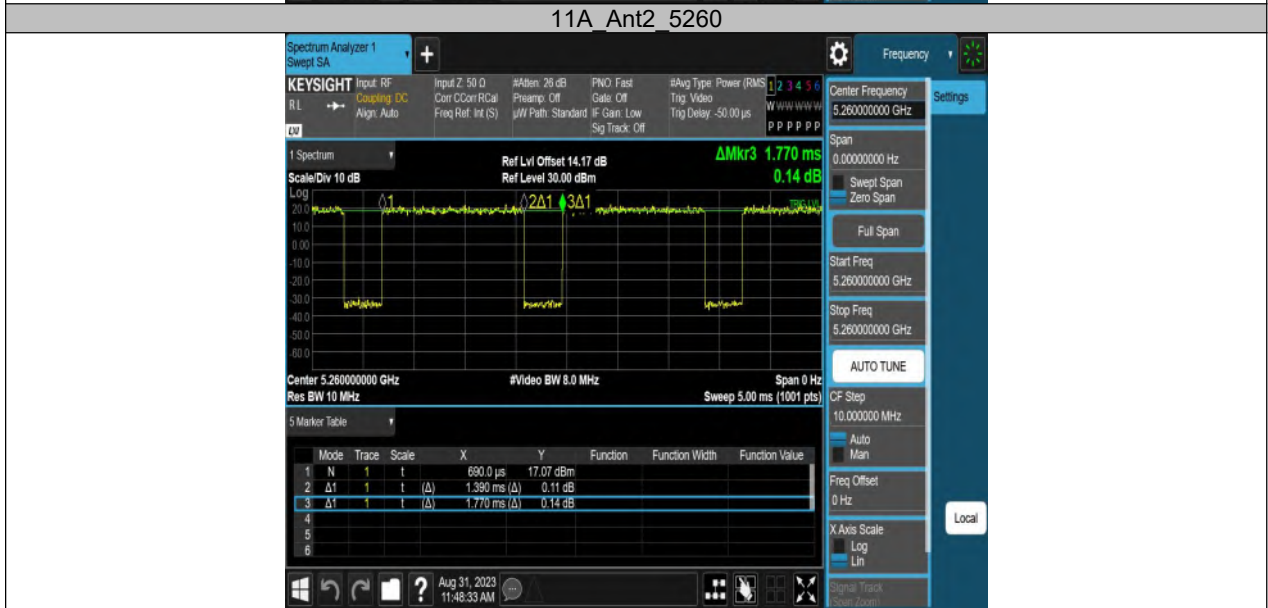 11A_Ant2_5260
Spectrum Analyzer 1
Swept SA
+
Frequency
KEYSIGHT
RL
LXI
Input: RF
Coupling: DC
Align: Auto
Input Z: 50 Ω
Corr CCorr RCal
Freq Ref: Int (S)
#Atten: 26 dB
Preamp: Off
µW Path: Standard
PNO: Fast
Gate: Off
IF Gain: Low
Sig Track: Off
#Avg Type: Power (RMS
Trig: Video
Trig Delay: -50.00 µs
1 2 3 4 5 6
W W W W W W
P P P P P P
Center Frequency
5.260000000 GHz
Settings
Span
0.00000000 Hz
Swept Span
Zero Span
Full Span
Start Freq
5.260000000 GHz
Stop Freq
5.260000000 GHz
AUTO TUNE
CF Step
10.000000 MHz
Auto
Man
Freq Offset
0 Hz
X Axis Scale
Log
Lin
Signal Track
(Span Zoom)
Local
1 Spectrum
Scale/Div 10 dB
Ref Lvl Offset 14.17 dB
Ref Level 30.00 dBm
ΔMkr3 1.770 ms
0.14 dB
Log
1
2Δ1
3Δ1
TRIG LVL
20.0
10.0
0.00
-10.0
-20.0
-30.0
-40.0
-50.0
-60.0
Center 5.260000000 GHz
#Video BW 8.0 MHz
Span 0 Hz
Res BW 10 MHz
Sweep 5.00 ms (1001 pts)
5 Marker Table
Mode Trace Scale X Y Function Function Width Function Value
1 N 1 t 690.0 µs 17.07 dBm
2 Δ1 1 t (Δ) 1.390 ms (Δ) 0.11 dB
3 Δ1 1 t (Δ) 1.770 ms (Δ) 0.14 dB
4
5
6
?
Aug 31, 2023
11:48:33 AM